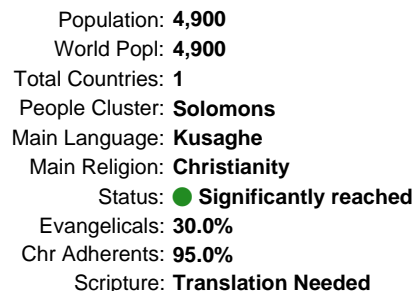 Population: 4,900
World Popl: 4,900
Total Countries: 1
People Cluster: Solomons
Main Language: Kusaghe
Main Religion: Christianity
Status: Significantly reached
Evangelicals: 30.0%
Chr Adherents: 95.0%
Scripture: Translation Needed